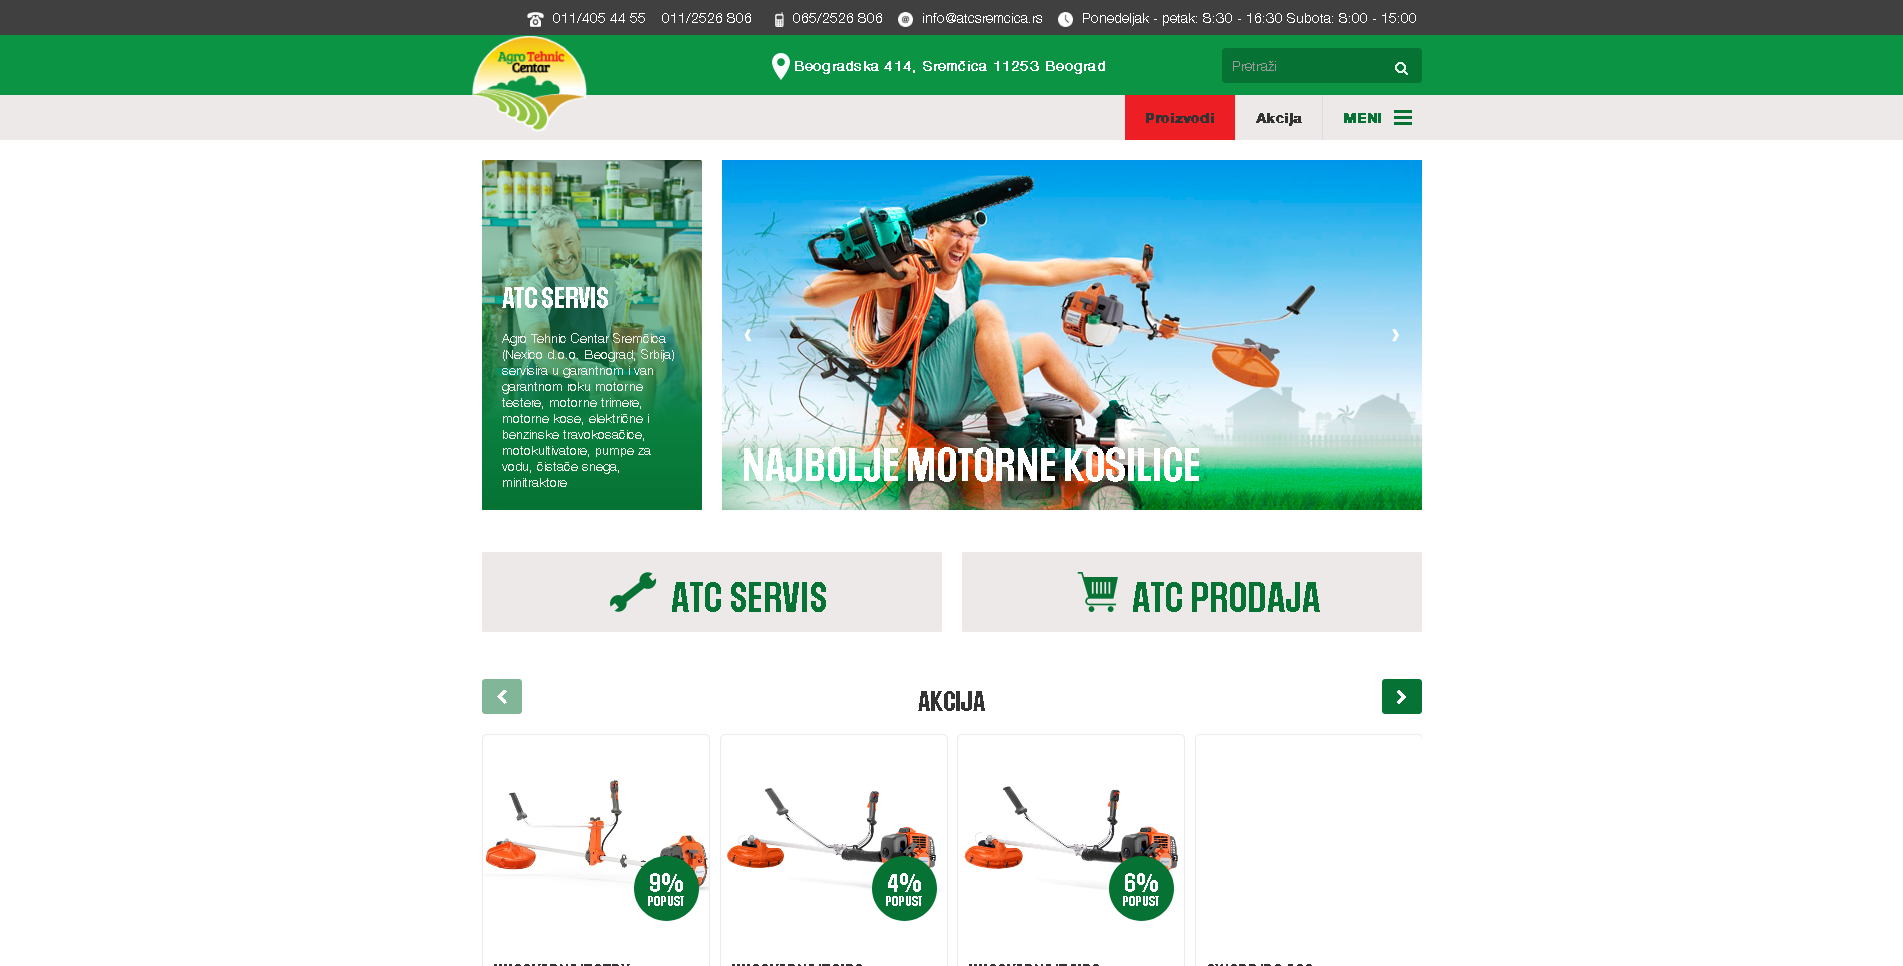 011/405 44 55 011/2526 806 065/2526 806 info@atcsremcica.rs Ponedeljak - petak: 8:30 - 16:30 Subota: 8:00 - 15:00
Agro Tehnic
Centar
Beogradska 414, Sremčica 11253 Beograd
Pretraži
Proizvodi
Akcija
MENI
ATC SERVIS
Agro Tehnic Centar Sremčica
(Nexico d.o.o. Beograd, Srbija)
servisira u garantnom i van
garantnom roku motorne
testere, motorne trimere,
motorne kose, električne i
benzinske travokosačice,
motokultivatore, pumpe za
vodu, čistače snega,
minitraktore
NAJBOLJE MOTORNE KOSILICE
ATC SERVIS
ATC PRODAJA
AKCIJA
9%
POPUST
4%
POPUST
6%
POPUST